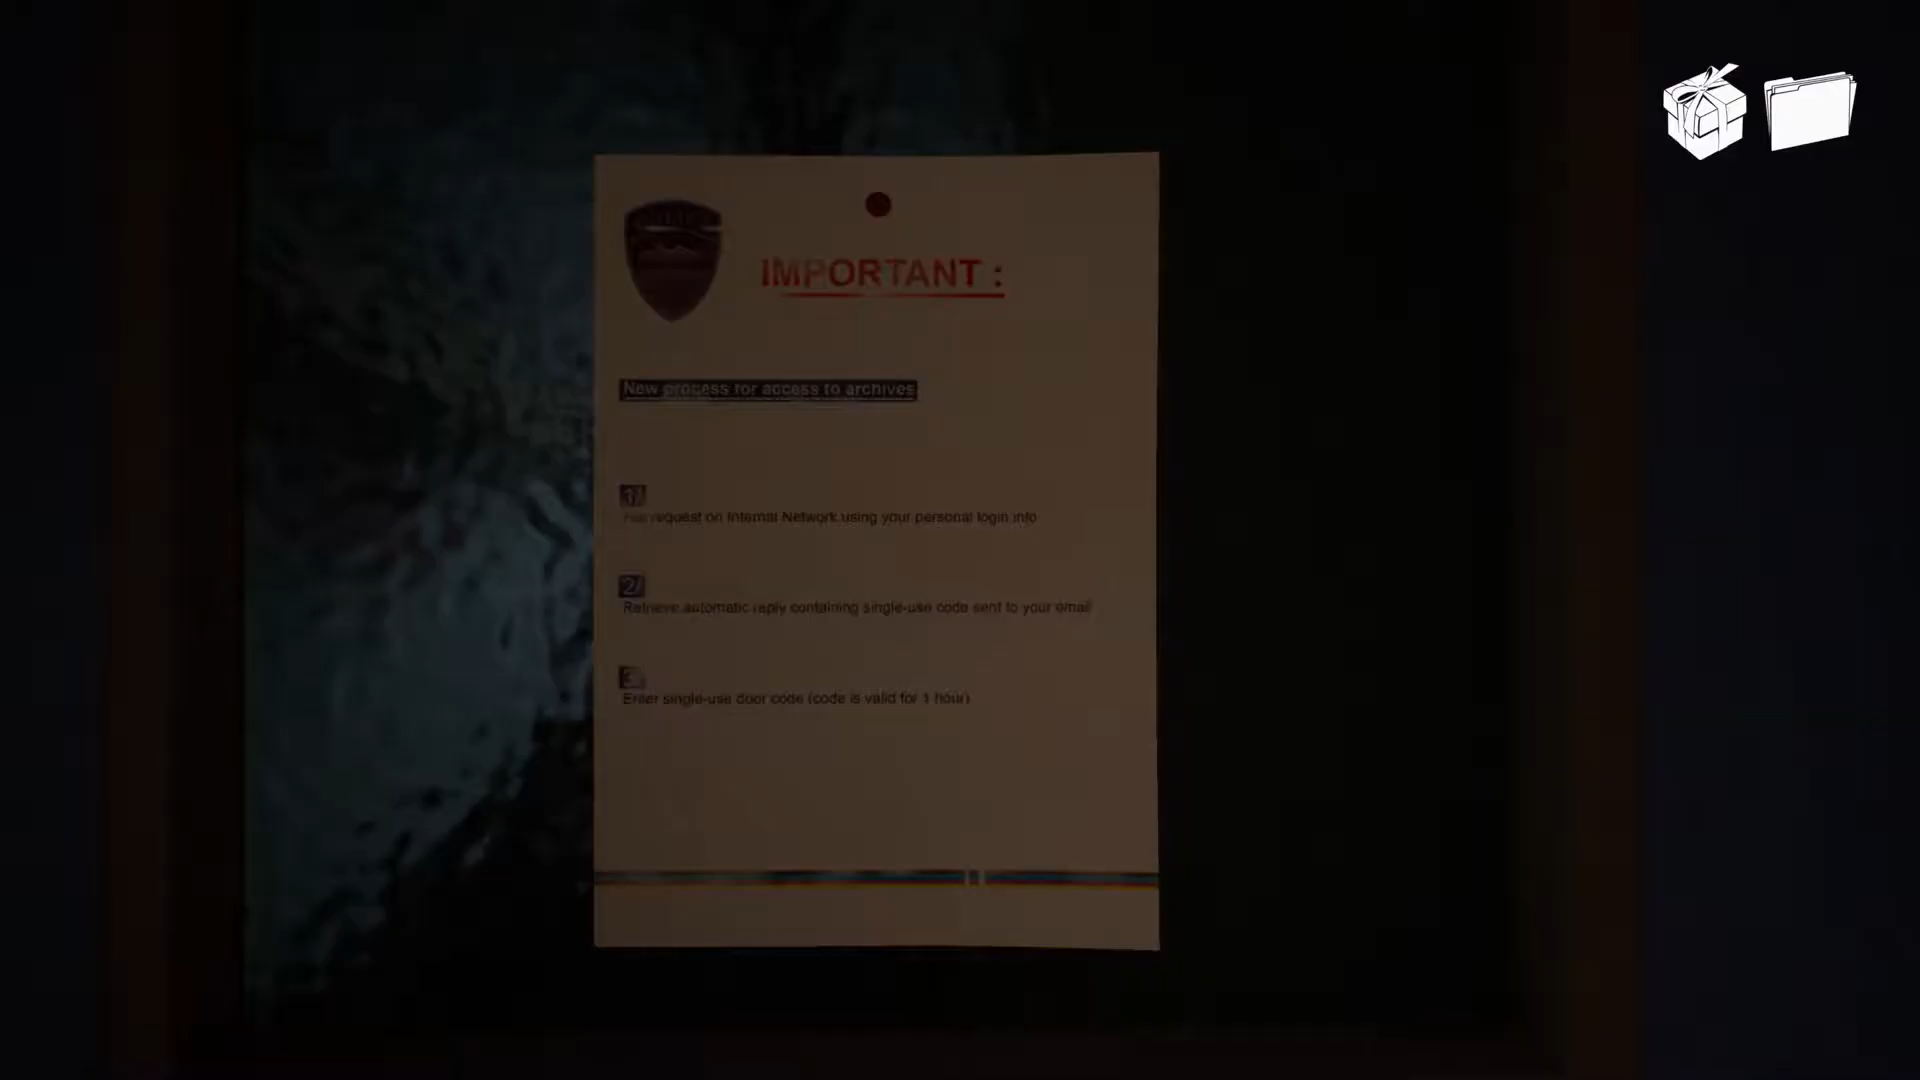 IMPORTANT :
New process for access to archives
1/
request on Internal Network using your personal login info
2/
Retrieve automatic reply containing single-use code sent to your email
Enter single-use door code (code is valid for 1 hour)